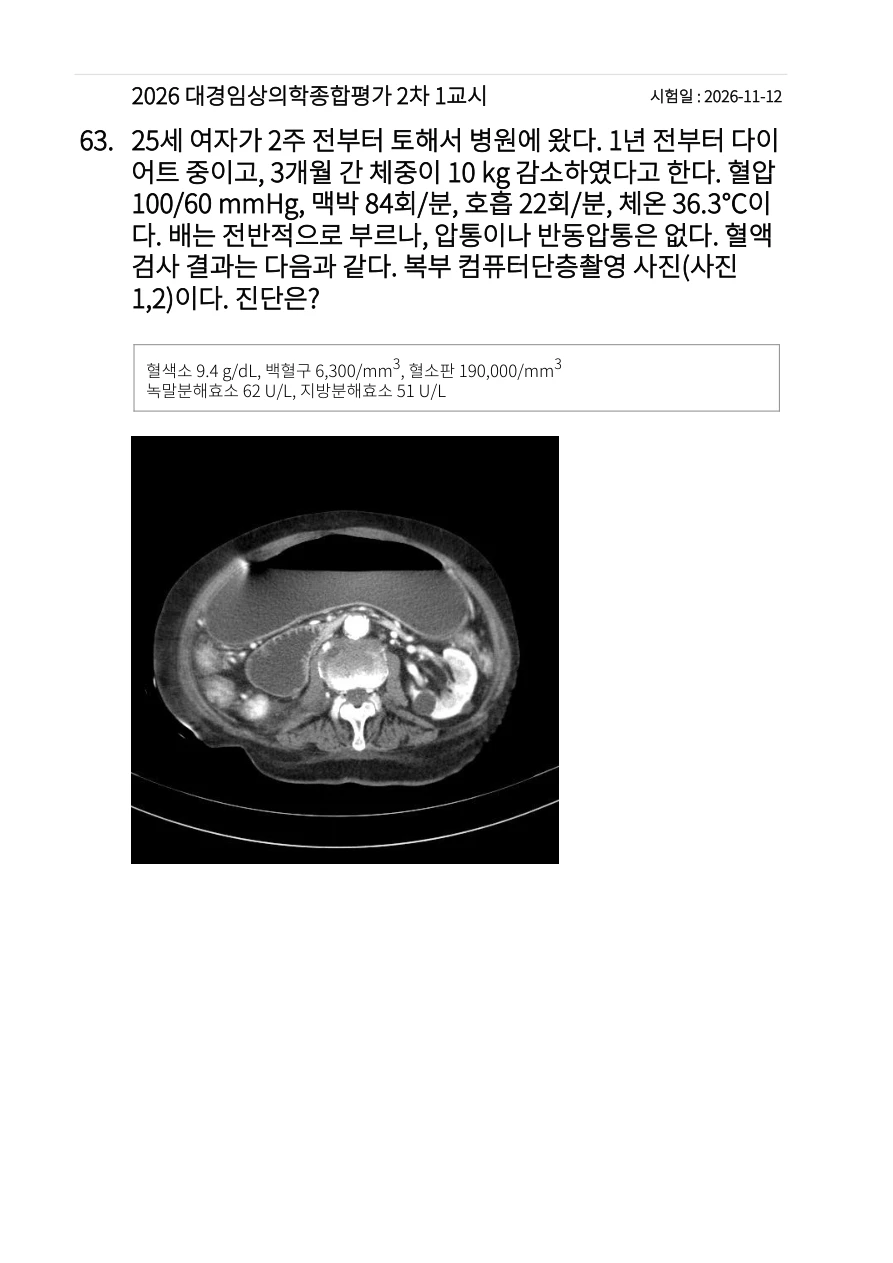 2026 대경임상의학종합평가 2차 1교시
시험일 : 2026-11-12
63. 25세 여자가 2주 전부터 토해서 병원에 왔다. 1년 전부터 다이
어트 중이고, 3개월 간 체중이 10 kg 감소하였다고 한다. 혈압
100/60 mmHg, 맥박 84회/분, 호흡 22회/분, 체온 36.3℃이
다. 배는 전반적으로 부르나, 압통이나 반동압통은 없다. 혈액
검사 결과는 다음과 같다. 복부 컴퓨터단층촬영 사진(사진
1,2)이다. 진단은?
혈색소 9.4 g/dL, 백혈구 6,300/mm³, 혈소판 190,000/mm³
녹말분해효소 62 U/L, 지방분해효소 51 U/L